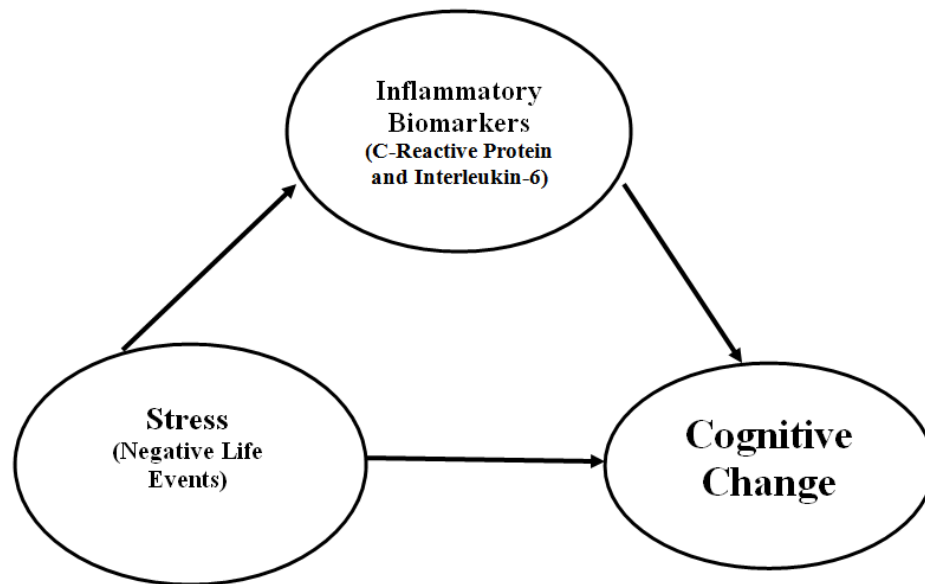 Inflammatory
Biomarkers
(C-Reactive Protein
and Interleukin-6)
Stress
(Negative Life
Events)
Cognitive
Change